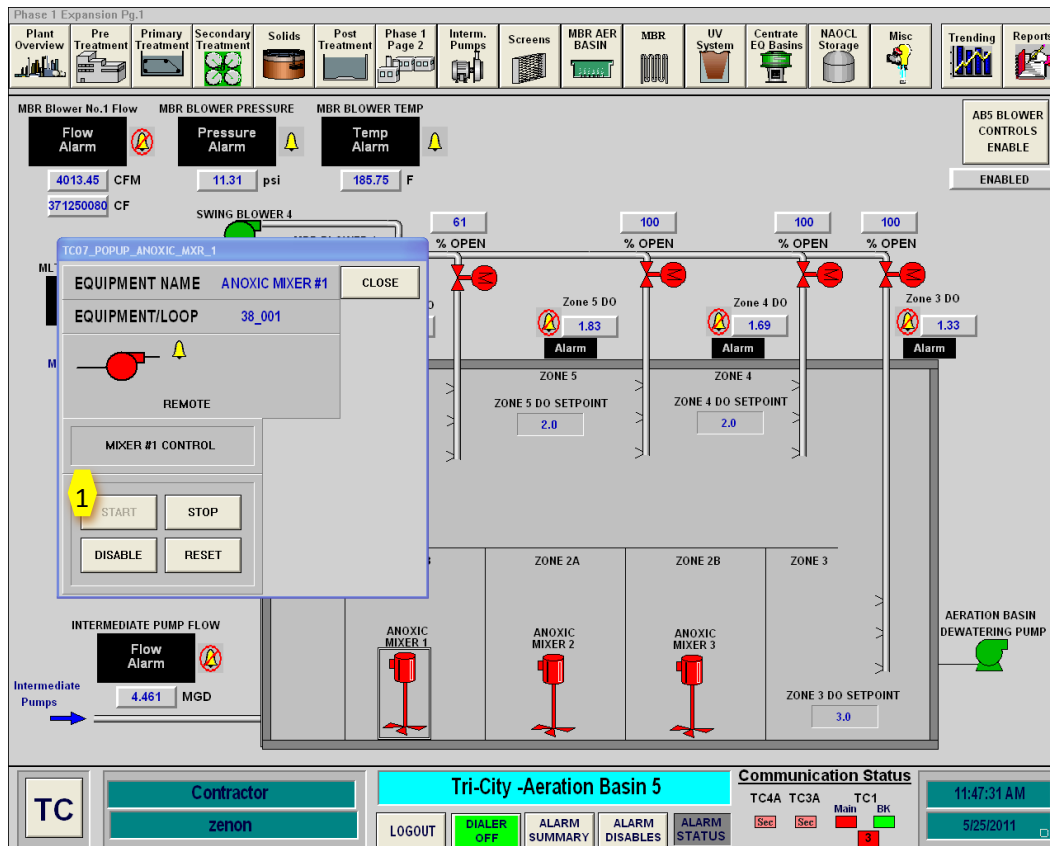 Phase 1 Expansion Pg.1
Plant Overview
Pre Treatment
Primary Treatment
Secondary Treatment
Solids
Post Treatment
Phase 1 Page 2
Interm. Pumps
Screens
MBR AER BASIN
MBR
UV System
Centrate EQ Basins
NAOCL Storage
Misc
Trending
Reports
MBR Blower No.1 Flow
MBR BLOWER PRESSURE
MBR BLOWER TEMP
Flow Alarm
Pressure Alarm
Temp Alarm
4013.45 CFM
11.31 psi
185.75 F
371250080 CF
AB5 BLOWER CONTROLS ENABLE
ENABLED
SWING BLOWER 4
61 % OPEN
100 % OPEN
100 % OPEN
100 % OPEN
TC07_POPUP_ANOXIC_MXR_1
EQUIPMENT NAME ANOXIC MIXER #1
CLOSE
EQUIPMENT/LOOP 38_001
REMOTE
MIXER #1 CONTROL
1
START
STOP
DISABLE
RESET
Zone 5 DO
1.83
Alarm
Zone 4 DO
1.69
Alarm
Zone 3 DO
1.33
Alarm
ZONE 5
ZONE 4
ZONE 5 DO SETPOINT
2.0
ZONE 4 DO SETPOINT
2.0
ZONE 2A
ZONE 2B
ZONE 3
INTERMEDIATE PUMP FLOW
Flow Alarm
4.461 MGD
Intermediate Pumps
ANOXIC MIXER 1
ANOXIC MIXER 2
ANOXIC MIXER 3
ZONE 3 DO SETPOINT
3.0
AERATION BASIN DEWATERING PUMP
TC
Contractor
zenon
Tri-City -Aeration Basin 5
LOGOUT
DIALER OFF
ALARM SUMMARY
ALARM DISABLES
ALARM STATUS
Communication Status
TC4A TC3A TC1
Main BK
Sec Sec
3
11:47:31 AM
5/25/2011